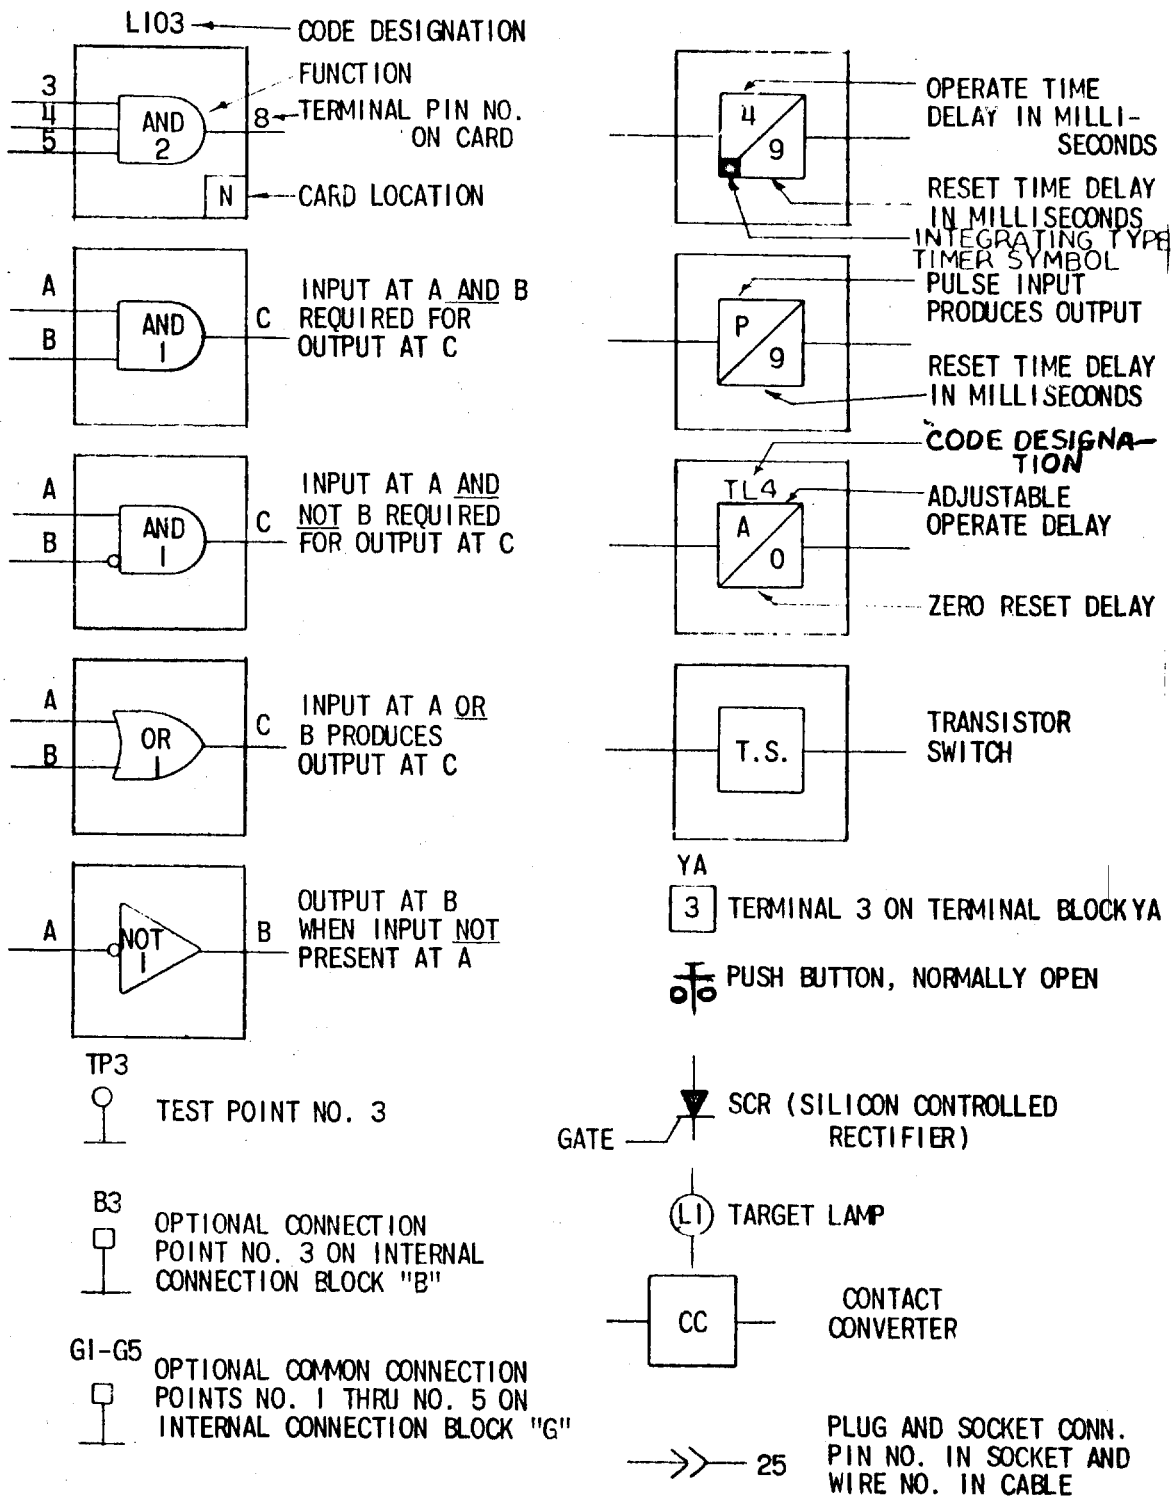 L103
CODE DESIGNATION
FUNCTION
3
4
5
AND
2
8
TERMINAL PIN NO.
ON CARD
N
CARD LOCATION
A
B
AND
1
C
INPUT AT A AND B
REQUIRED FOR
OUTPUT AT C
A
B
AND
1
C
INPUT AT A AND
NOT B REQUIRED
FOR OUTPUT AT C
A
B
OR
1
C
INPUT AT A OR
B PRODUCES
OUTPUT AT C
A
NOT
1
B
OUTPUT AT B
WHEN INPUT NOT
PRESENT AT A
TP3
TEST POINT NO. 3
B3
OPTIONAL CONNECTION
POINT NO. 3 ON INTERNAL
CONNECTION BLOCK "B"
G1-G5
OPTIONAL COMMON CONNECTION
POINTS NO. 1 THRU NO. 5 ON
INTERNAL CONNECTION BLOCK "G"
4
9
OPERATE TIME
DELAY IN MILLI-
SECONDS
RESET TIME DELAY
IN MILLISECONDS
INTEGRATING TYPE
TIMER SYMBOL
P
9
PULSE INPUT
PRODUCES OUTPUT
RESET TIME DELAY
IN MILLISECONDS
CODE DESIGNA-
TION
TL4
A
0
ADJUSTABLE
OPERATE DELAY
ZERO RESET DELAY
T.S.
TRANSISTOR
SWITCH
YA
3
TERMINAL 3 ON TERMINAL BLOCK YA
PUSH BUTTON, NORMALLY OPEN
GATE
SCR (SILICON CONTROLLED
RECTIFIER)
L1
TARGET LAMP
CC
CONTACT
CONVERTER
25
PLUG AND SOCKET CONN.
PIN NO. IN SOCKET AND
WIRE NO. IN CABLE